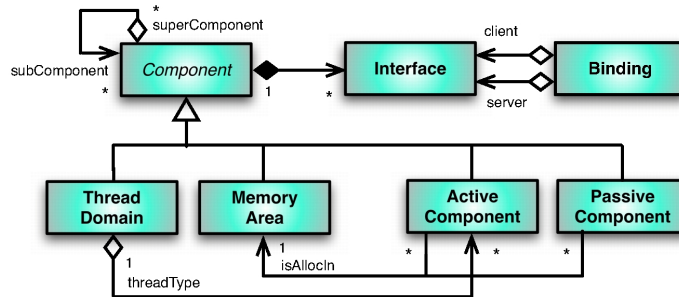 *
superComponent
subComponent
*
Component
1
*
Interface
client
server
Binding
Thread
Domain
Memory
Area
Active
Component
Passive
Component
1
threadType
1
isAllocIn
*
*
*